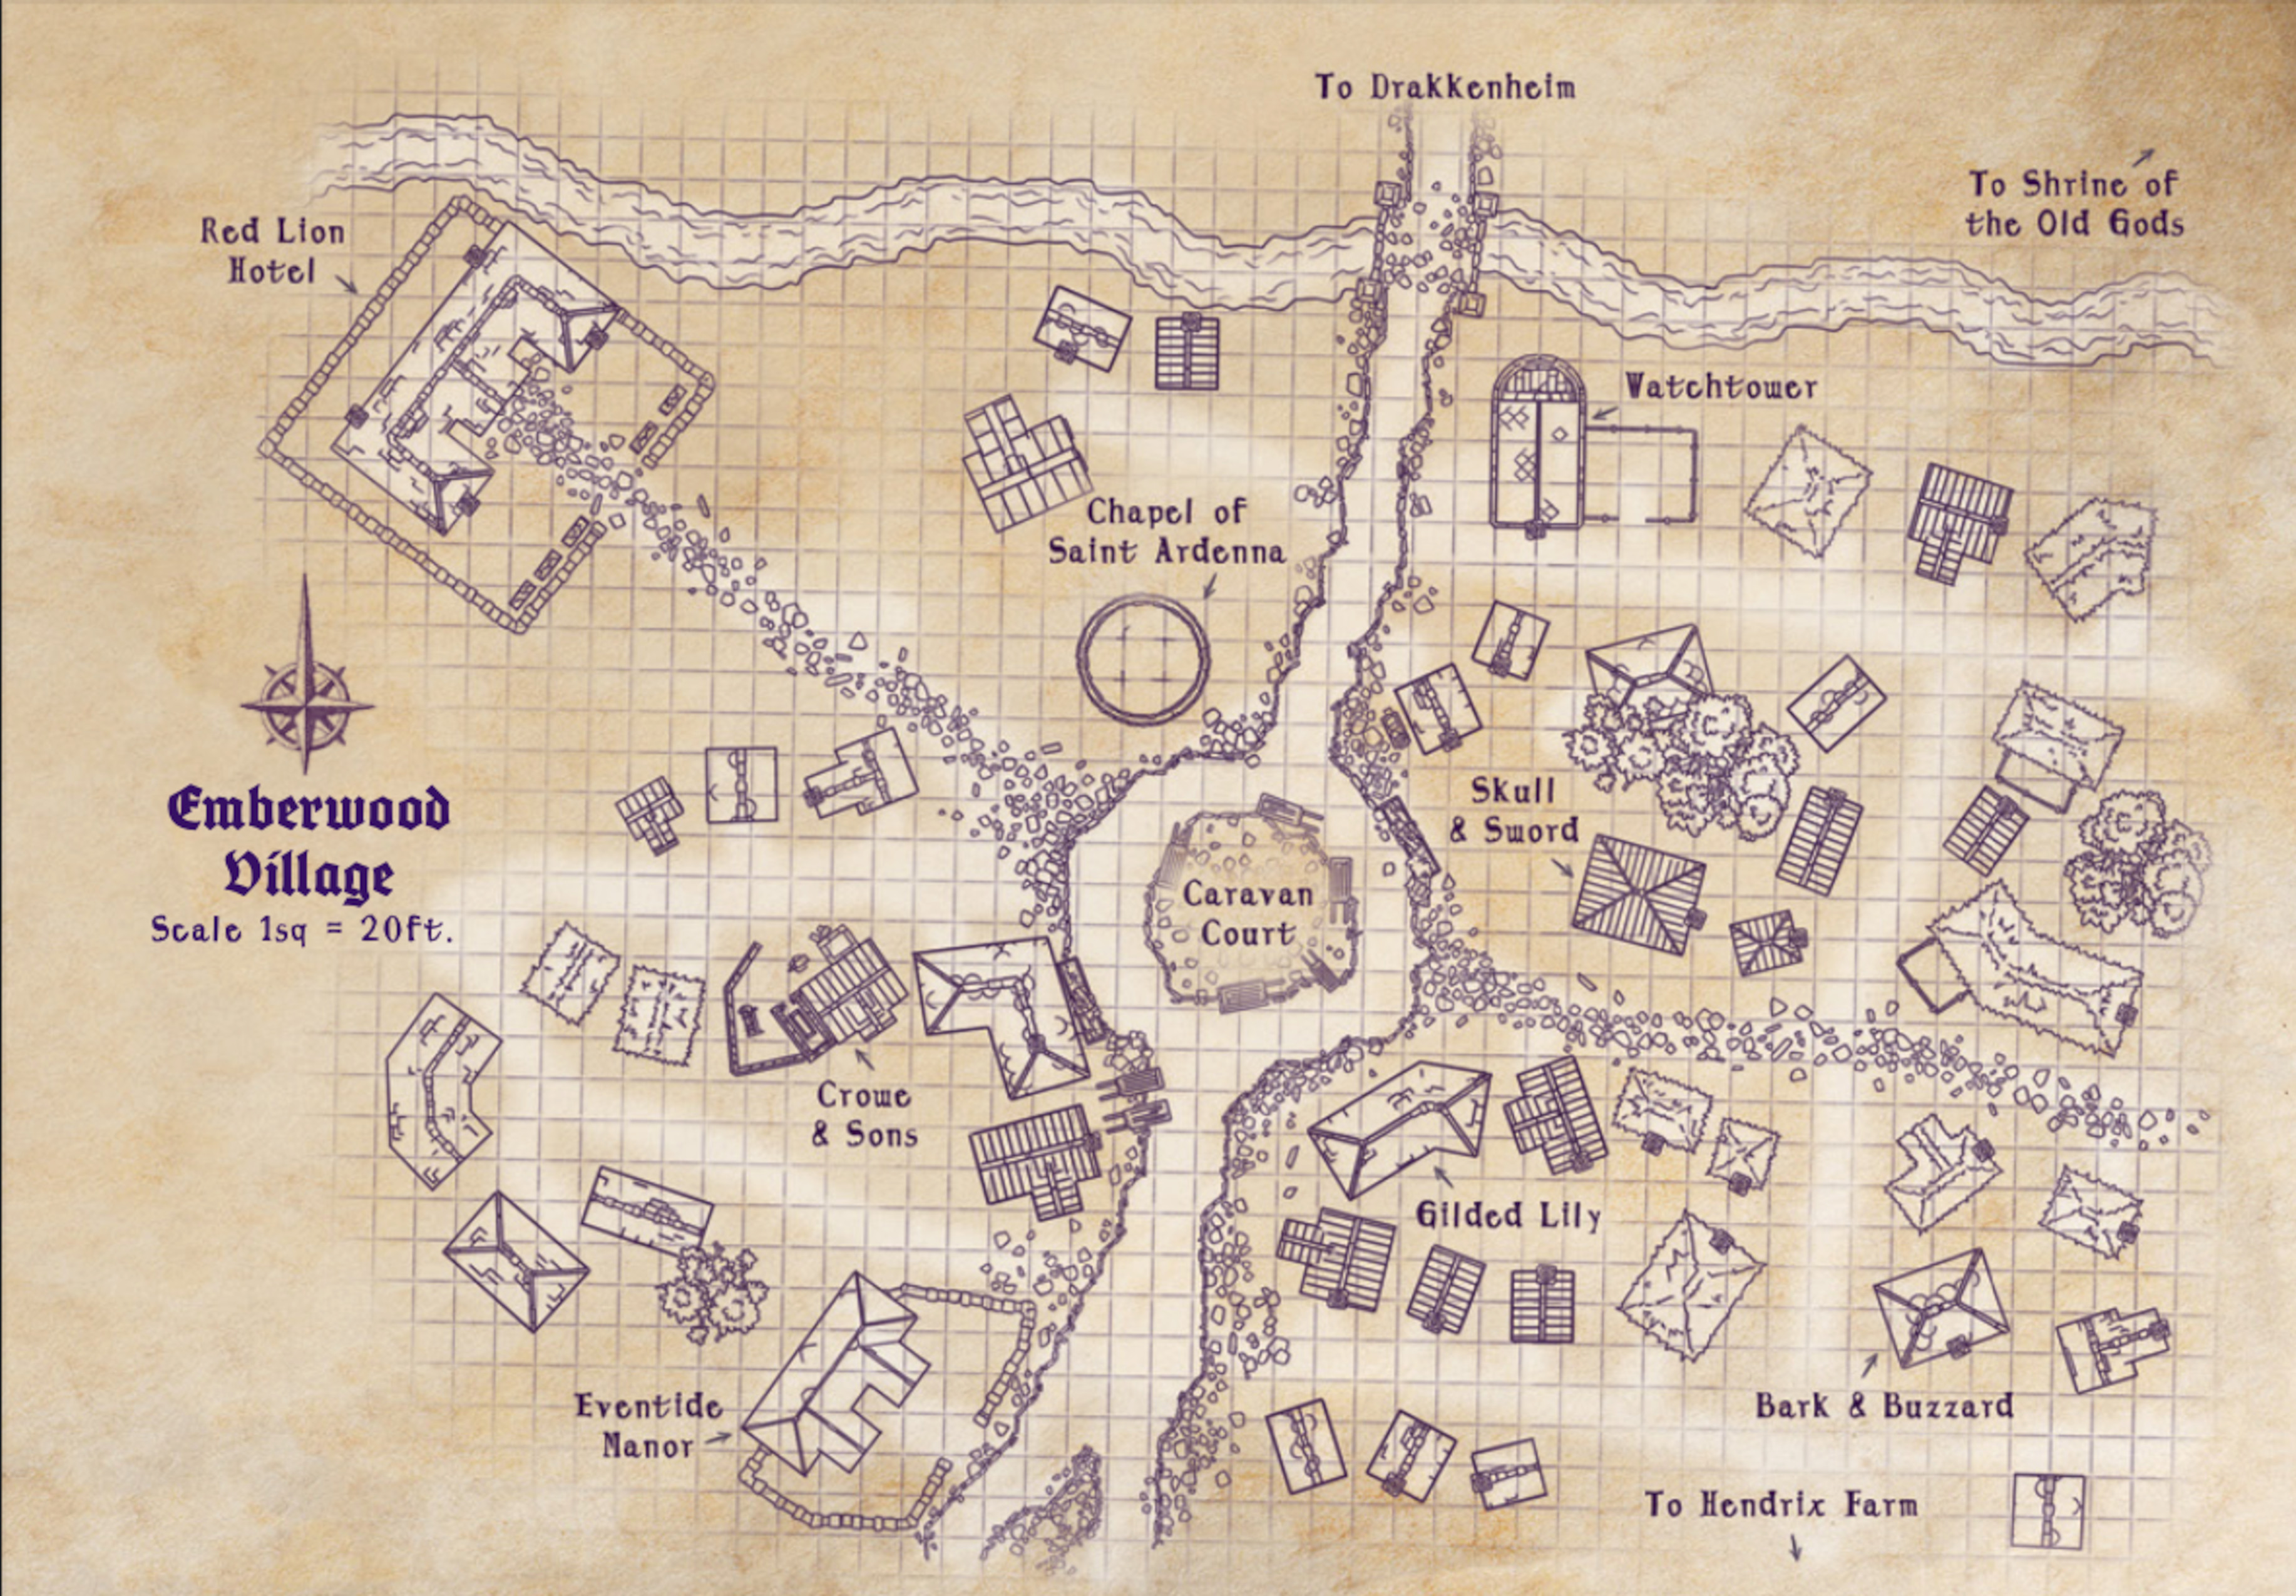 To Drakkenheim
To Shrine of
the Old Gods
Red Lion
Hotel
Watchtower
Chapel of
Saint Ardenna
Skull
& Sword
Emberwood
Village
Scale 1sq = 20ft.
Caravan
Court
Crowe
& Sons
Gilded Lily
Eventide
Manor
Bark & Buzzard
To Hendrix Farm